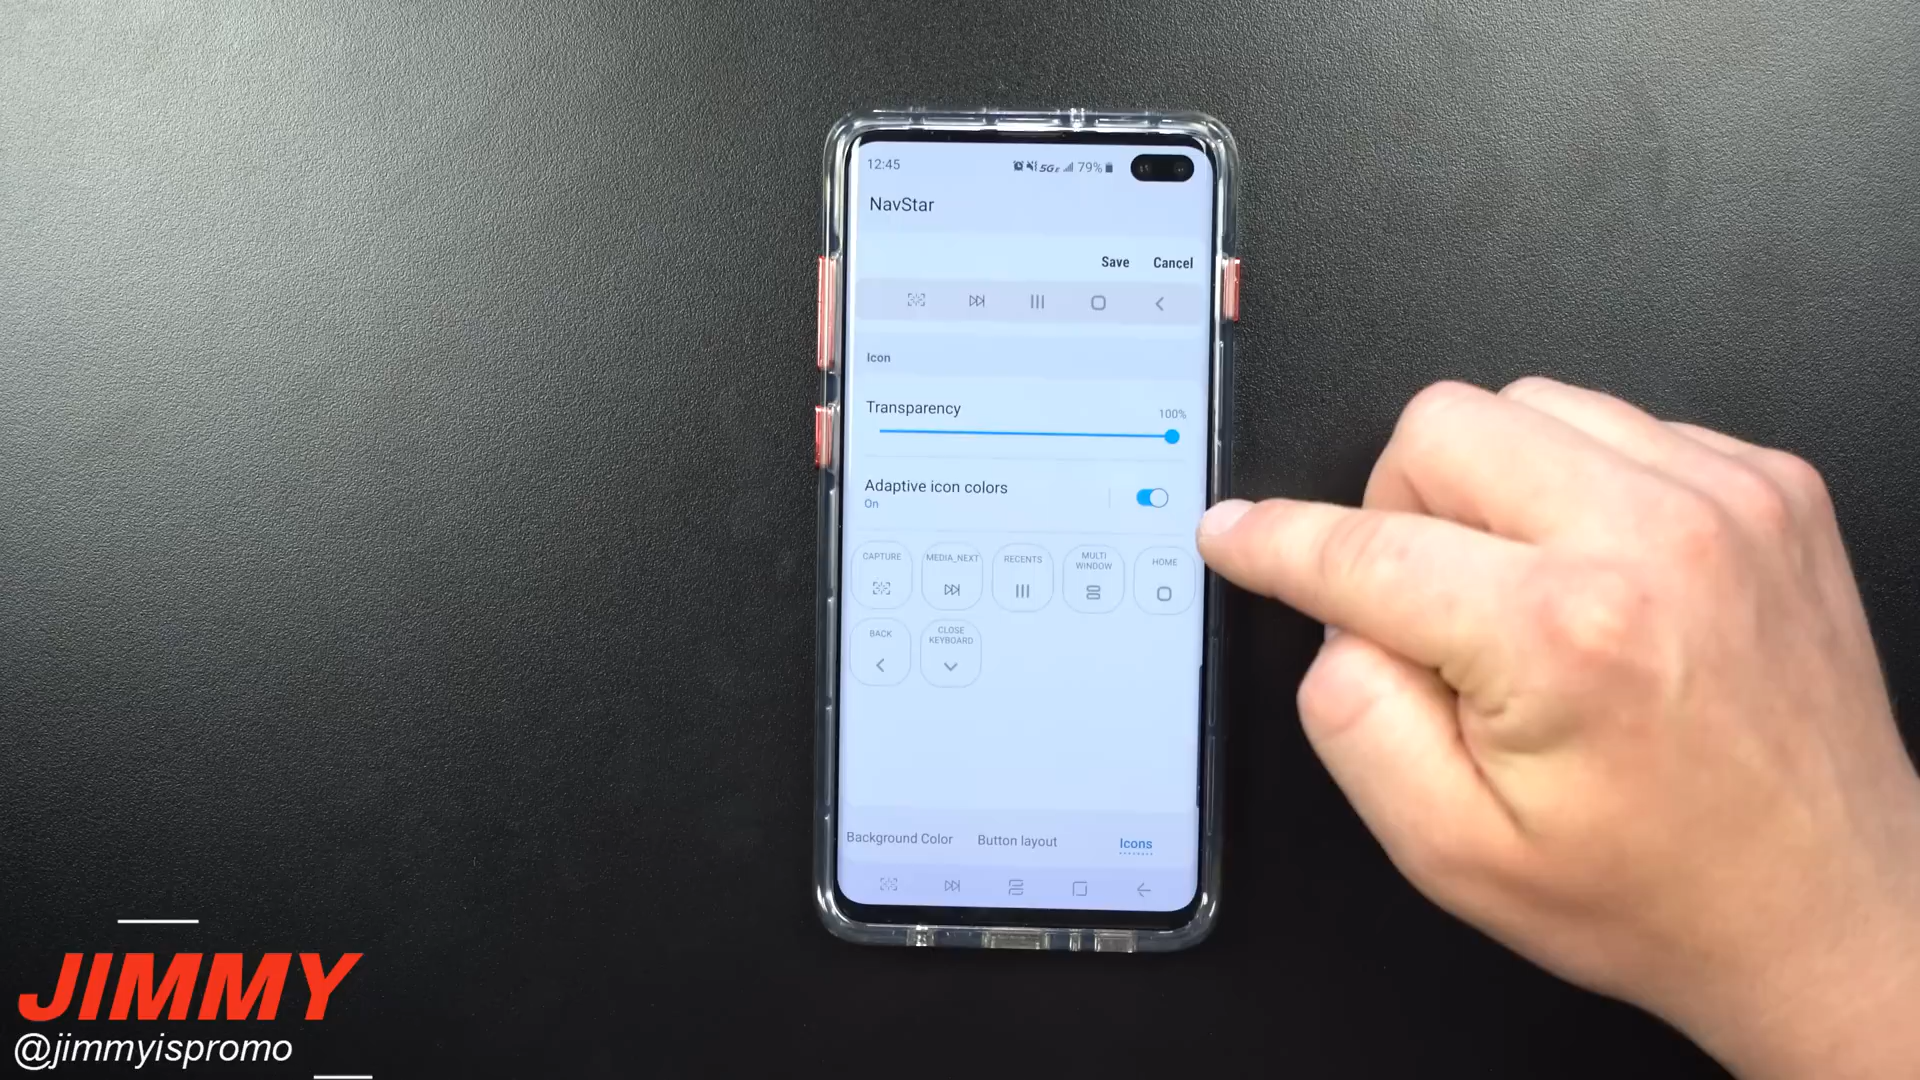 12:45
5GE 79%
NavStar
Save Cancel
Icon
Transparency
100%
Adaptive icon colors
On
CAPTURE MEDIA_NEXT RECENTS MULTI WINDOW HOME
BACK CLOSE KEYBOARD
Background Color Button layout Icons
JIMMY
@jimmyispromo